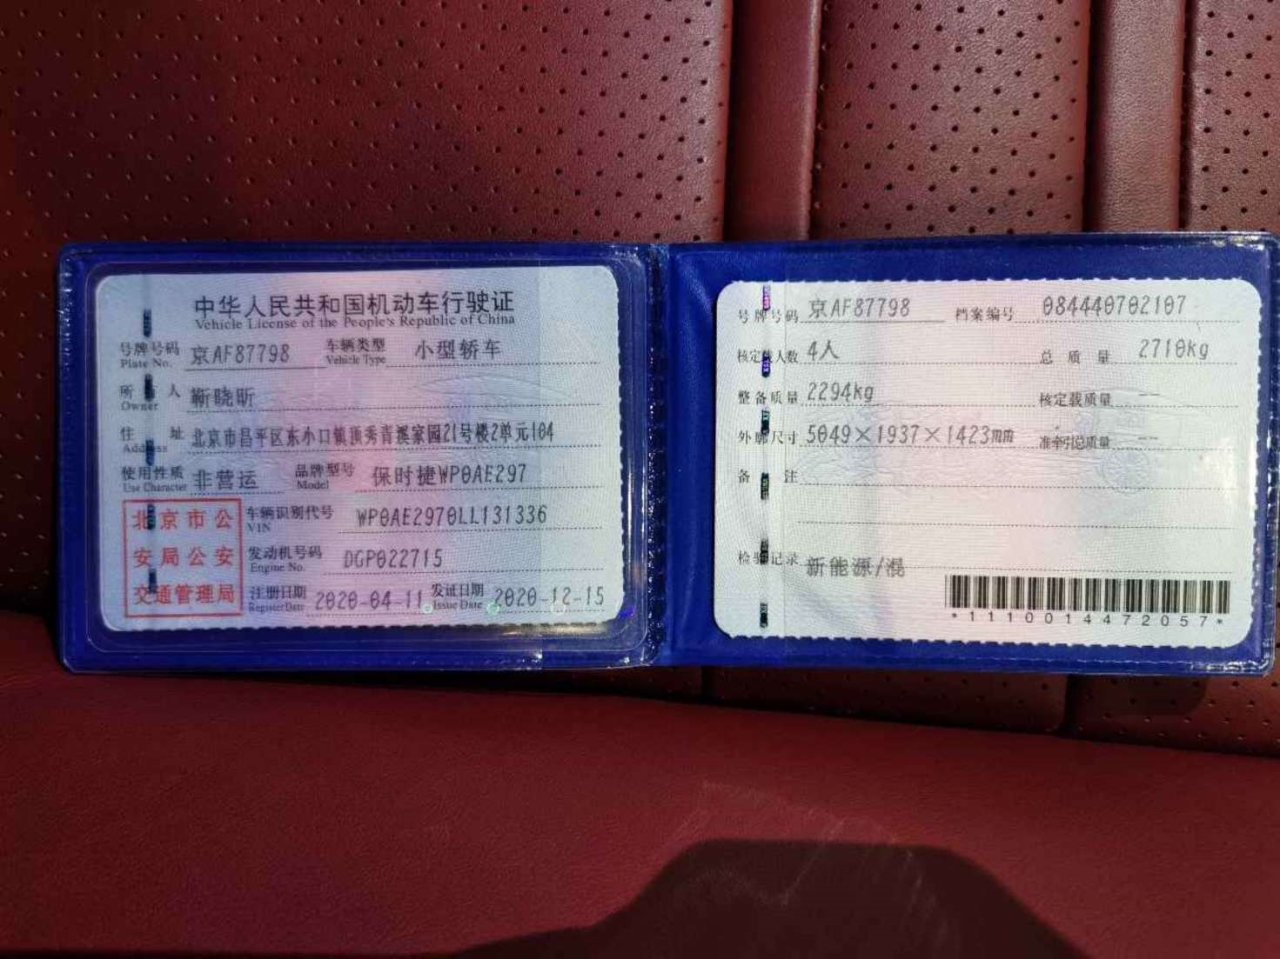 中华人民共和国机动车行驶证
Vehicle License of the People's Republic of China
号牌号码 京AF87798 车辆类型 小型轿车
Plate No. Vehicle Type
所有人 靳晓昕
Owner
住址 北京市昌平区东小口镇顶秀青溪家园21号楼2单元104
Address
使用性质 非营运 品牌型号 保时捷WP0AE297
Use Character Model
北京市公
安局公安
交通管理局
车辆识别代号 WP0AE2970LL131336
VIN
发动机号码 DGP022715
Engine No.
注册日期 2020-04-11 发证日期 2020-12-15
Register Date Issue Date
号牌号码 京AF87798 档案编号 084440702107
核定载人数 4人 总质量 2710kg
整备质量 2294kg 核定载质量 --
外廓尺寸 5049×1937×1423mm 准牵引总质量 --
备注
检验记录 新能源/混
*1110014472057*